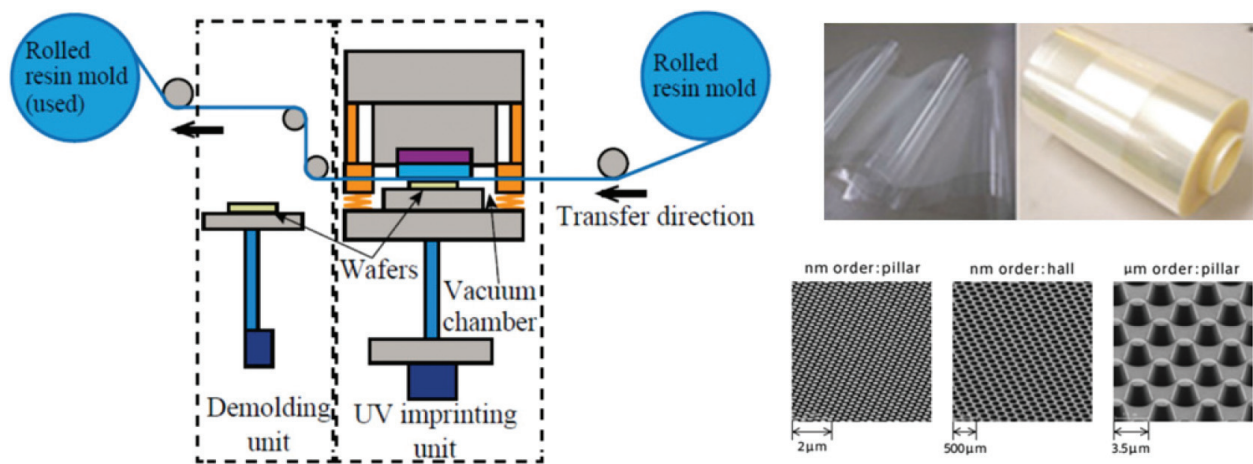 Rolled
resin mold
(used)
Rolled
resin mold
Transfer direction
Wafers
Vacuum
chamber
Demolding
unit
UV imprinting
unit
nm order:pillar
nm order:hall
μm order:pillar
2μm
500μm
3.5μm